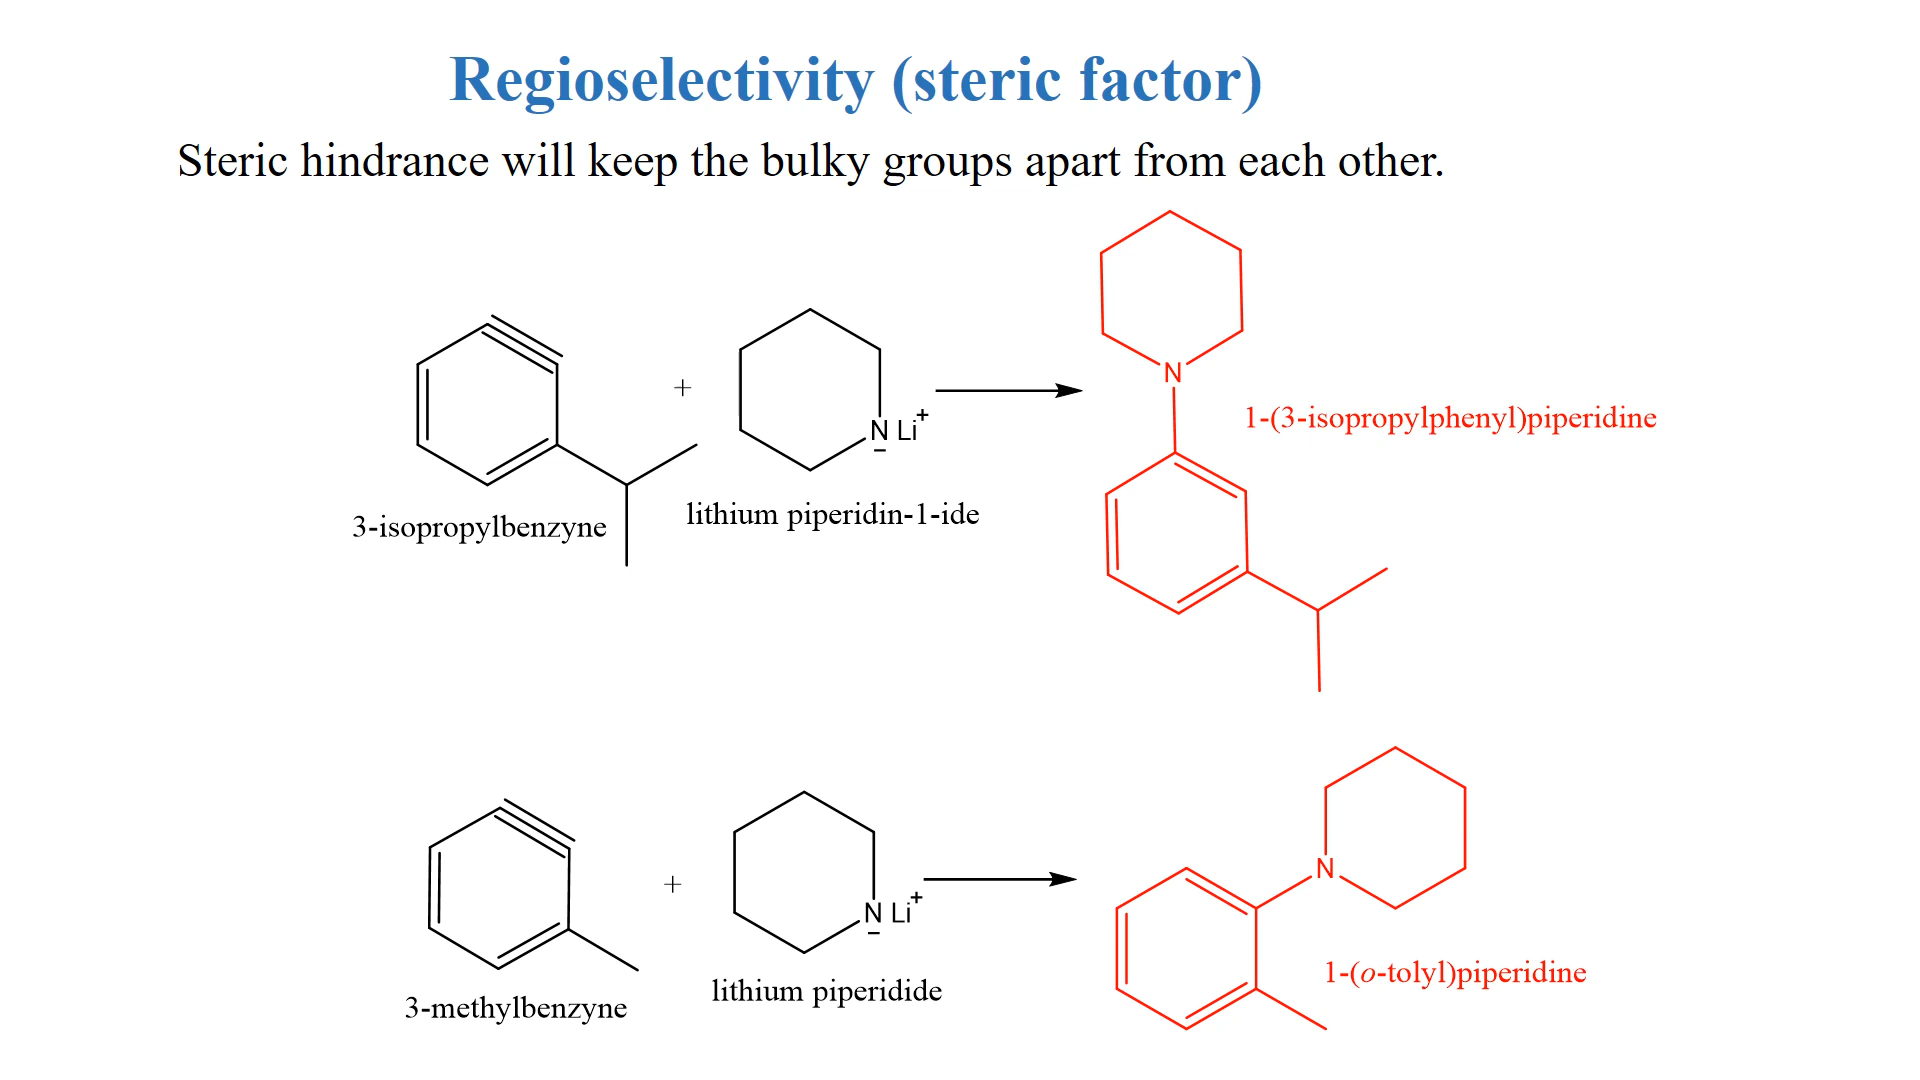 Regioselectivity (steric factor)
Steric hindrance will keep the bulky groups apart from each other.
+
N Li+
−
N
1-(3-isopropylphenyl)piperidine
3-isopropylbenzyne
lithium piperidin-1-ide
+
N Li+
−
N
3-methylbenzyne
lithium piperidide
1-(o-tolyl)piperidine